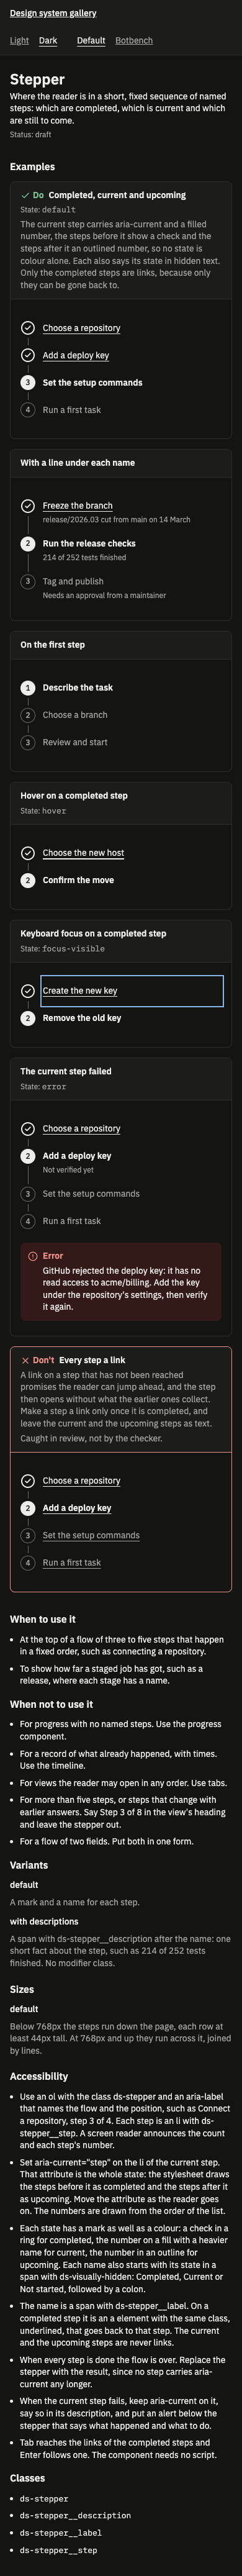 Design system gallery
Light Dark Default Botbench
Stepper
Where the reader is in a short, fixed sequence of named
steps: which are completed, which is current and which
are still to come.
Status: draft
Examples
Do Completed, current and upcoming
State: default
The current step carries aria-current and a filled
number, the steps before it show a check and the
steps after it an outlined number, so no state is
colour alone. Each also says its state in hidden text.
Only the completed steps are links, because only
they can be gone back to.
Choose a repository
Add a deploy key
3 Set the setup commands
4 Run a first task
With a line under each name
Freeze the branch
release/2026.03 cut from main on 14 March
2 Run the release checks
214 of 252 tests finished
3 Tag and publish
Needs an approval from a maintainer
On the first step
1 Describe the task
2 Choose a branch
3 Review and start
Hover on a completed step
State: hover
Choose the new host
2 Confirm the move
Keyboard focus on a completed step
State: focus-visible
Create the new key
2 Remove the old key
The current step failed
State: error
Choose a repository
2 Add a deploy key
Not verified yet
3 Set the setup commands
4 Run a first task
Error
GitHub rejected the deploy key: it has no
read access to acme/billing. Add the key
under the repository's settings, then verify
it again.
Don't Every step a link
A link on a step that has not been reached
promises the reader can jump ahead, and the step
then opens without what the earlier ones collect.
Make a step a link only once it is completed, and
leave the current and the upcoming steps as text.
Caught in review, not by the checker.
Choose a repository
2 Add a deploy key
3 Set the setup commands
4 Run a first task
When to use it
• At the top of a flow of three to five steps that happen
in a fixed order, such as connecting a repository.
• To show how far a staged job has got, such as a
release, where each stage has a name.
When not to use it
• For progress with no named steps. Use the progress
component.
• For a record of what already happened, with times.
Use the timeline.
• For views the reader may open in any order. Use tabs.
• For more than five steps, or steps that change with
earlier answers. Say Step 3 of 8 in the view's heading
and leave the stepper out.
• For a flow of two fields. Put both in one form.
Variants
default
A mark and a name for each step.
with descriptions
A span with ds-stepper__description after the name: one
short fact about the step, such as 214 of 252 tests
finished. No modifier class.
Sizes
default
Below 768px the steps run down the page, each row at
least 44px tall. At 768px and up they run across it, joined
by lines.
Accessibility
• Use an ol with the class ds-stepper and an aria-label
that names the flow and the position, such as Connect
a repository, step 3 of 4. Each step is an li with ds-
stepper__step. A screen reader announces the count
and each step's number.
• Set aria-current="step" on the li of the current step.
That attribute is the whole state: the stylesheet draws
the steps before it as completed and the steps after it
as upcoming. Move the attribute as the reader goes
on. The numbers are drawn from the order of the list.
• Each state has a mark as well as a colour: a check in a
ring for completed, the number on a fill with a heavier
name for current, the number in an outline for
upcoming. Each name also starts with its state in a
span with ds-visually-hidden: Completed, Current or
Not started, followed by a colon.
• The name is a span with ds-stepper__label. On a
completed step it is an a element with the same class,
underlined, that goes back to that step. The current
and the upcoming steps are never links.
• When every step is done the flow is over. Replace the
stepper with the result, since no step carries aria-
current any longer.
• When the current step fails, keep aria-current on it,
say so in its description, and put an alert below the
stepper that says what happened and what to do.
• Tab reaches the links of the completed steps and
Enter follows one. The component needs no script.
Classes
• ds-stepper
• ds-stepper__description
• ds-stepper__label
• ds-stepper__step